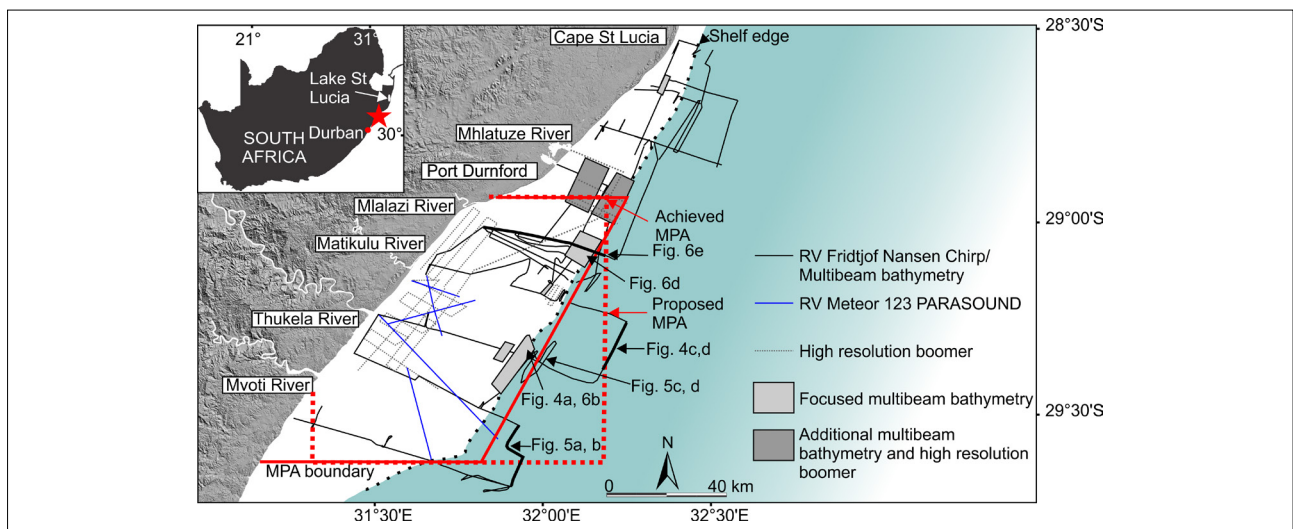 21°
31°
Lake St
Lucia
SOUTH
AFRICA
Durban
30°
Cape St Lucia
Shelf edge
28°30'S
Mhlatuze River
Port Durnford
Mlalazi River
Matikulu River
Thukela River
Mvoti River
Achieved
MPA
29°00'S
Fig. 6e
Fig. 6d
Proposed
MPA
Fig. 4c,d
Fig. 5c, d
Fig. 4a, 6b
Fig. 5a, b
MPA boundary
RV Fridtjof Nansen Chirp/
Multibeam bathymetry
RV Meteor 123 PARASOUND
High resolution boomer
Focused multibeam bathymetry
29°30'S
Additional multibeam
bathymetry and high resolution
boomer
N
0 40 km
31°30'E
32°00'E
32°30'E